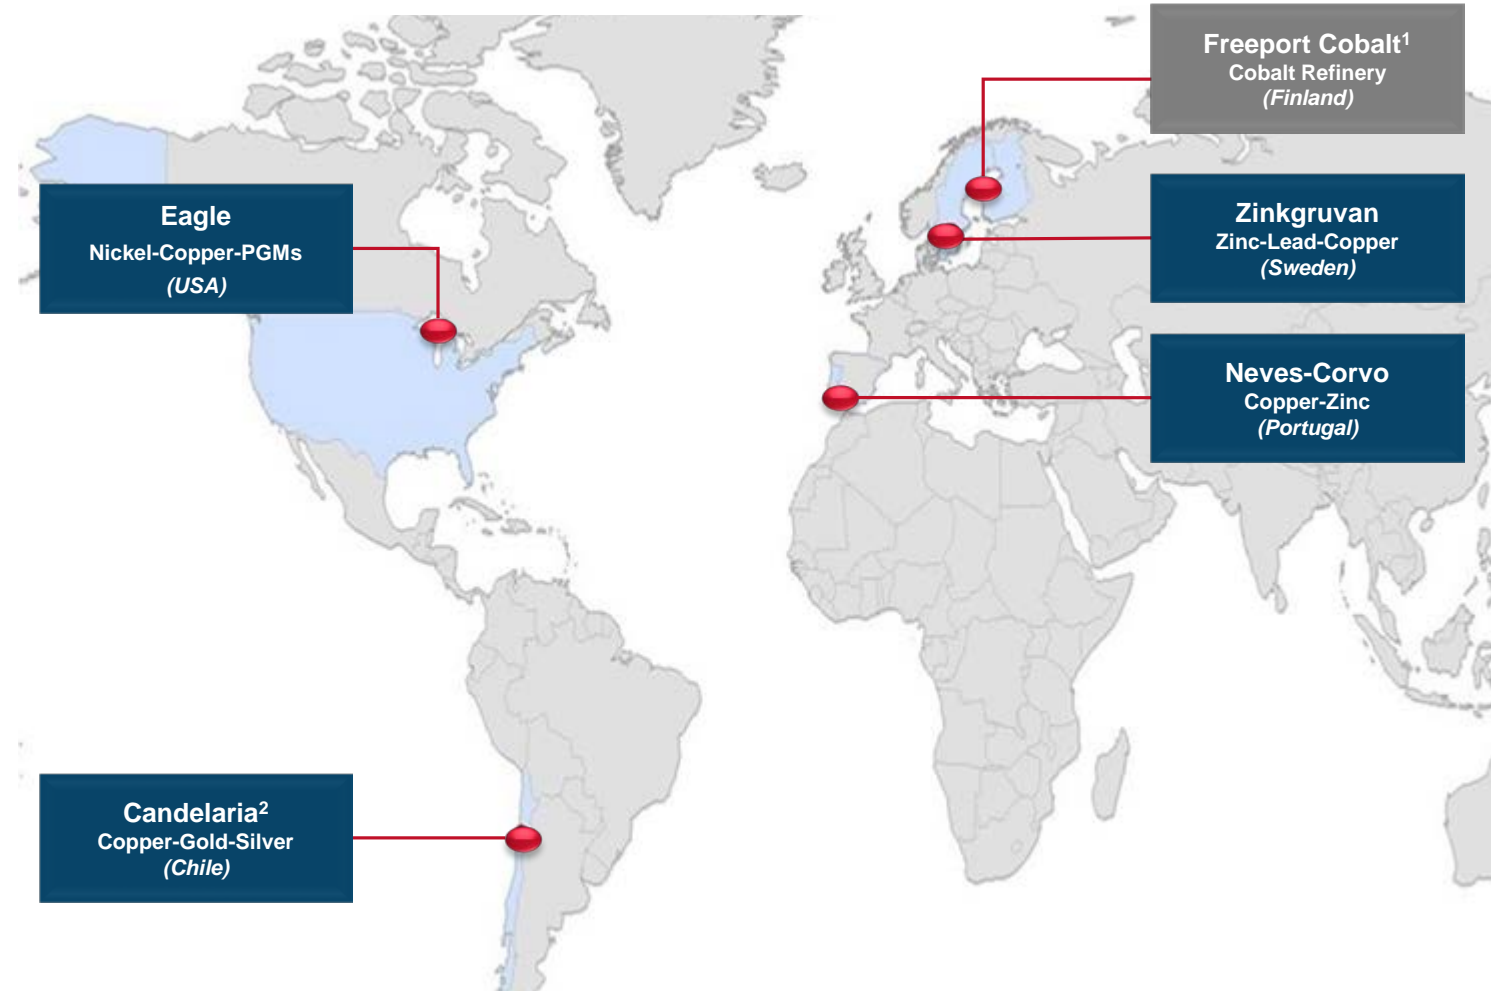 Freeport Cobalt¹
Cobalt Refinery
(Finland)
Eagle
Nickel-Copper-PGMs
(USA)
Zinkgruvan
Zinc-Lead-Copper
(Sweden)
Neves-Corvo
Copper-Zinc
(Portugal)
Candelaria²
Copper-Gold-Silver
(Chile)